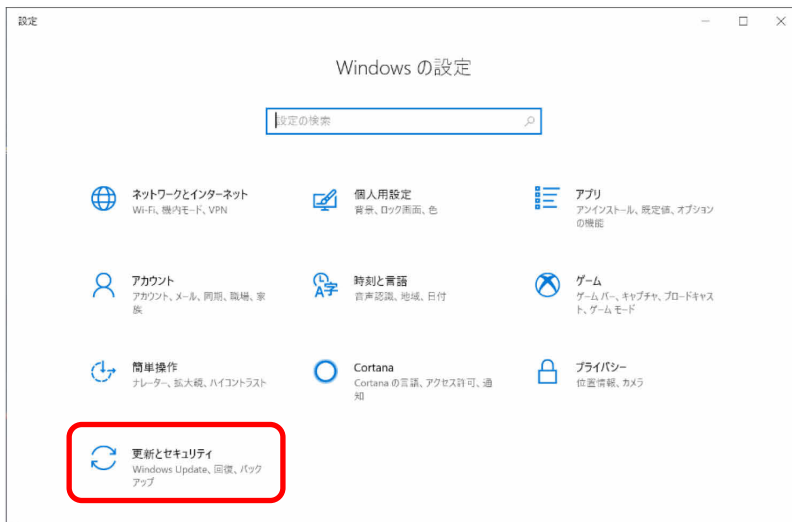 設定
Windows の設定
設定の検索
ネットワークとインターネット
Wi-Fi、機内モード、VPN
個人用設定
背景、ロック画面、色
アプリ
アンインストール、既定値、オプション
の機能
アカウント
アカウント、メール、同期、職場、家
族
時刻と言語
音声認識、地域、日付
ゲーム
ゲーム バー、キャプチャ、ブロードキャス
ト、ゲーム モード
簡単操作
ナレーター、拡大鏡、ハイコントラスト
Cortana
Cortana の言語、アクセス許可、通
知
プライバシー
位置情報、カメラ
更新とセキュリティ
Windows Update、回復、バック
アップ